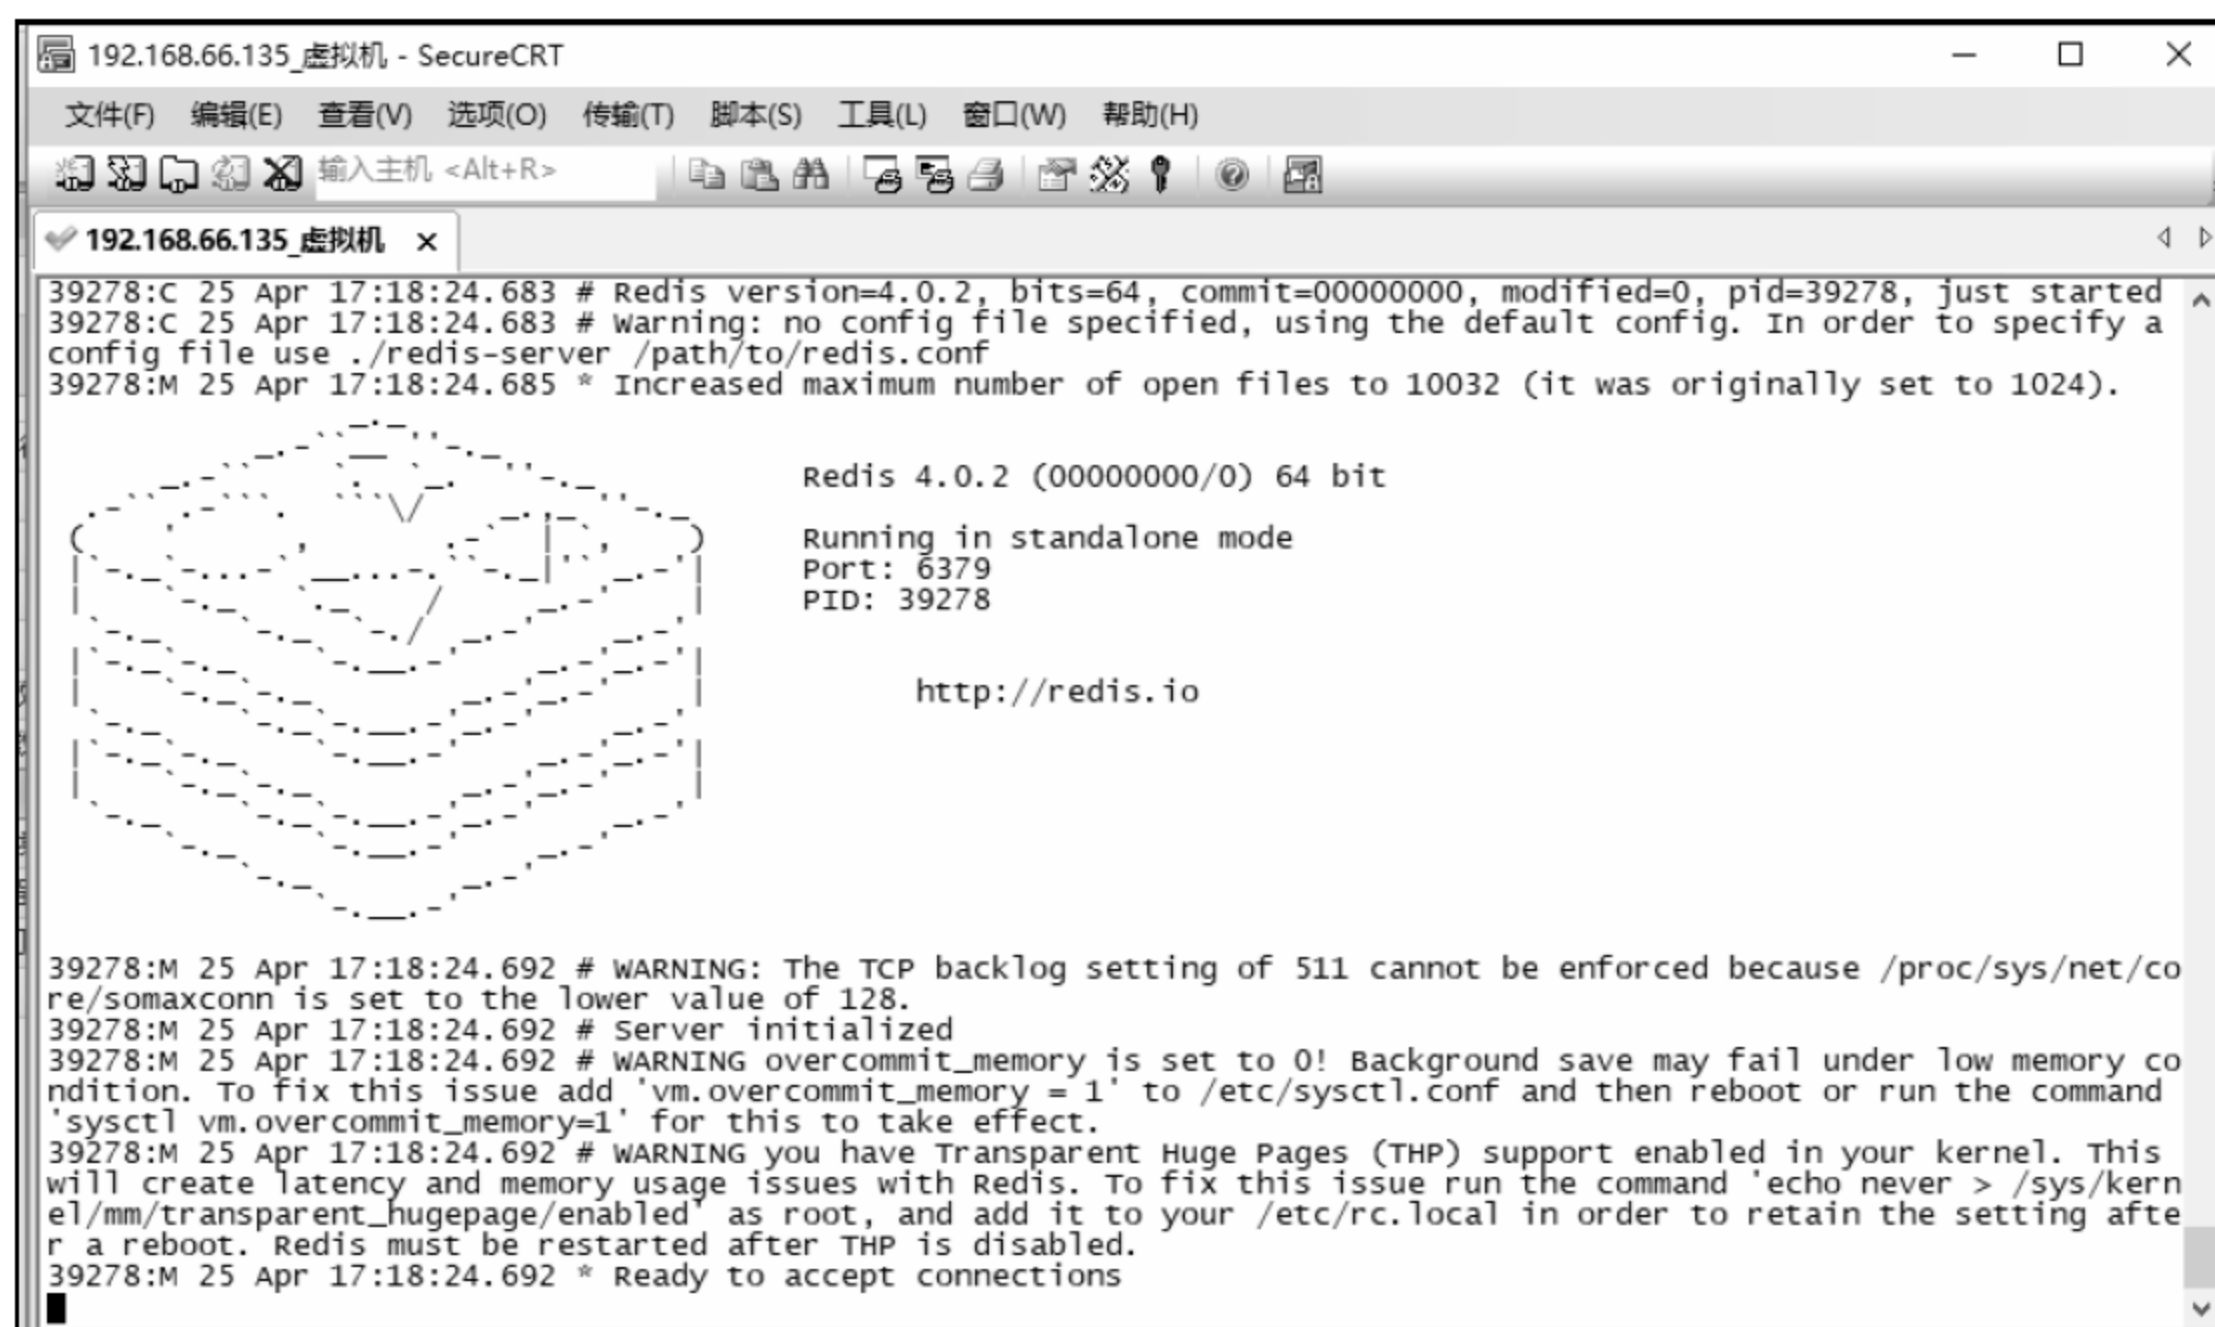 192.168.66.135_虚拟机 - SecureCRT
文件(F) 编辑(E) 查看(V) 选项(O) 传输(T) 脚本(S) 工具(L) 窗口(W) 帮助(H)
输入主机 <Alt+R>
192.168.66.135_虚拟机
39278:C 25 Apr 17:18:24.683 # Redis version=4.0.2, bits=64, commit=00000000, modified=0, pid=39278, just started
39278:C 25 Apr 17:18:24.683 # Warning: no config file specified, using the default config. In order to specify a
config file use ./redis-server /path/to/redis.conf
39278:M 25 Apr 17:18:24.685 * Increased maximum number of open files to 10032 (it was originally set to 1024).
Redis 4.0.2 (00000000/0) 64 bit
Running in standalone mode
Port: 6379
PID: 39278
http://redis.io
39278:M 25 Apr 17:18:24.692 # WARNING: The TCP backlog setting of 511 cannot be enforced because /proc/sys/net/co
re/somaxconn is set to the lower value of 128.
39278:M 25 Apr 17:18:24.692 # Server initialized
39278:M 25 Apr 17:18:24.692 # WARNING overcommit_memory is set to 0! Background save may fail under low memory co
ndition. To fix this issue add 'vm.overcommit_memory = 1' to /etc/sysctl.conf and then reboot or run the command
'sysctl vm.overcommit_memory=1' for this to take effect.
39278:M 25 Apr 17:18:24.692 # WARNING you have Transparent Huge Pages (THP) support enabled in your kernel. This
will create latency and memory usage issues with Redis. To fix this issue run the command 'echo never > /sys/kern
el/mm/transparent_hugepage/enabled' as root, and add it to your /etc/rc.local in order to retain the setting afte
r a reboot. Redis must be restarted after THP is disabled.
39278:M 25 Apr 17:18:24.692 * Ready to accept connections